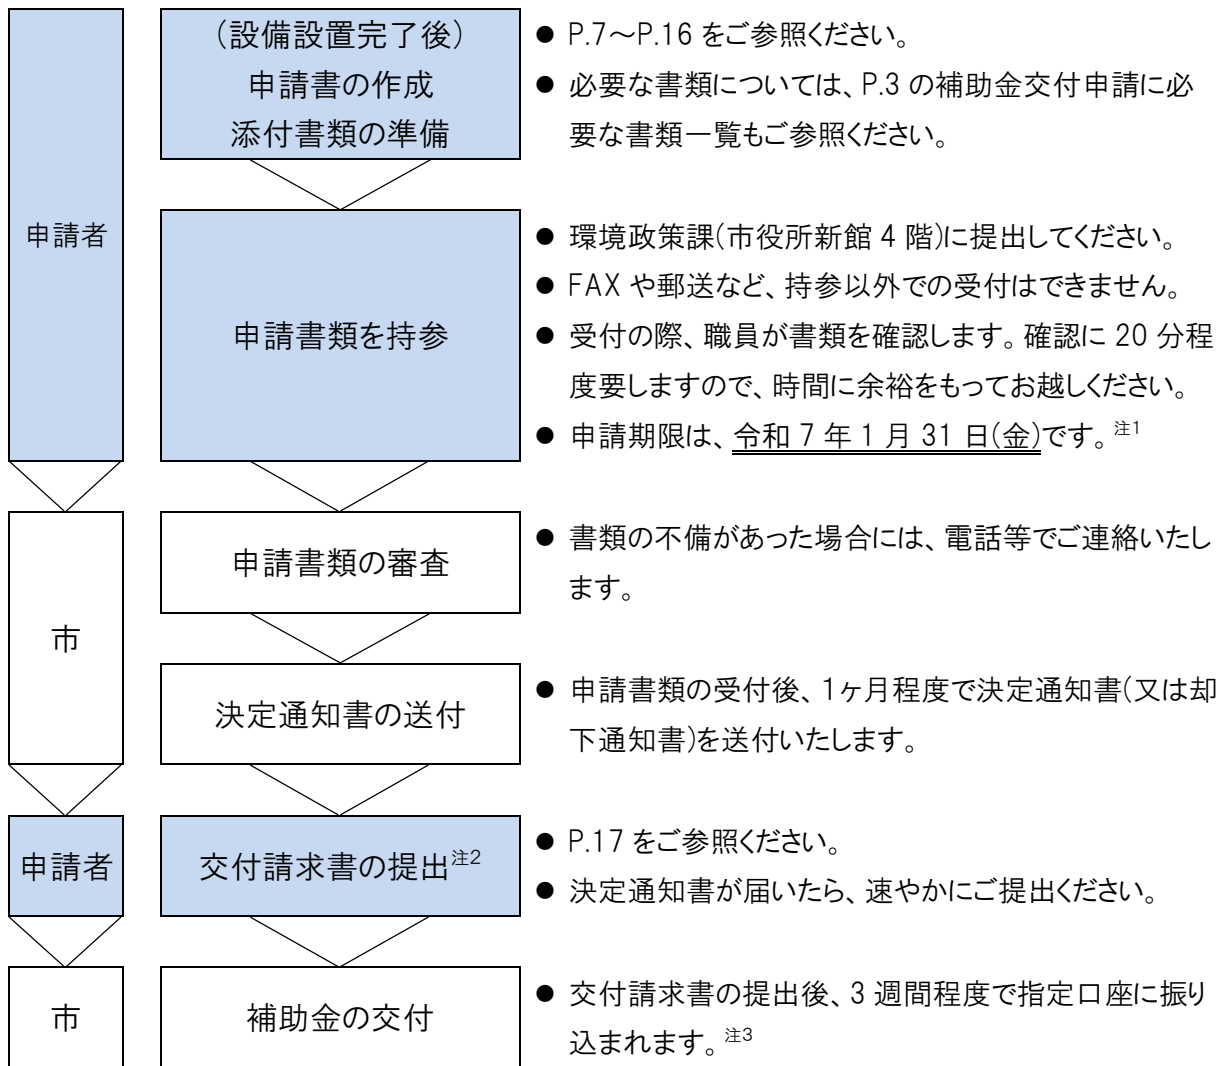 申請者
(設備設置完了後)
申請書の作成
添付書類の準備
● P.7～P.16 をご参照ください。
● 必要な書類については、P.3 の補助金交付申請に必
要な書類一覧もご参照ください。
申請書類を持参
● 環境政策課(市役所新館 4 階)に提出してください。
● FAX や郵送など、持参以外での受付はできません。
● 受付の際、職員が書類を確認します。確認に 20 分程
度要しますので、時間に余裕をもってお越しください。
● 申請期限は、令和 7 年 1 月 31 日(金)です。注1
市
申請書類の審査
● 書類の不備があった場合には、電話等でご連絡いたし
ます。
決定通知書の送付
● 申請書類の受付後、1ヶ月程度で決定通知書(又は却
下通知書)を送付いたします。
申請者
交付請求書の提出注2
● P.17 をご参照ください。
● 決定通知書が届いたら、速やかにご提出ください。
市
補助金の交付
● 交付請求書の提出後、3 週間程度で指定口座に振り
込まれます。注3